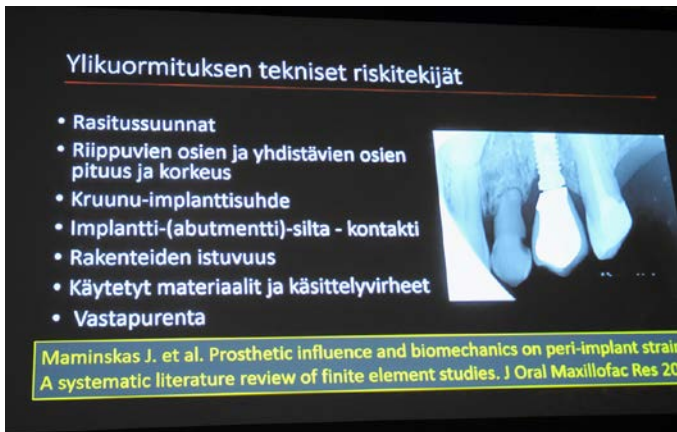 Ylikuormituksen tekniset riskitekijät
• Rasitussuunnat
• Riippuvien osien ja yhdistävien osien
pituus ja korkeus
• Kruunu-implanttisuhde
• Implantti-(abutmentti)-silta - kontakti
• Rakenteiden istuvuus
• Käytetyt materiaalit ja käsittelyvirheet
• Vastapurenta
Maminskas J. et al. Prosthetic influence and biomechanics on peri-implant strain
A systematic literature review of finite element studies. J Oral Maxillofac Res 20